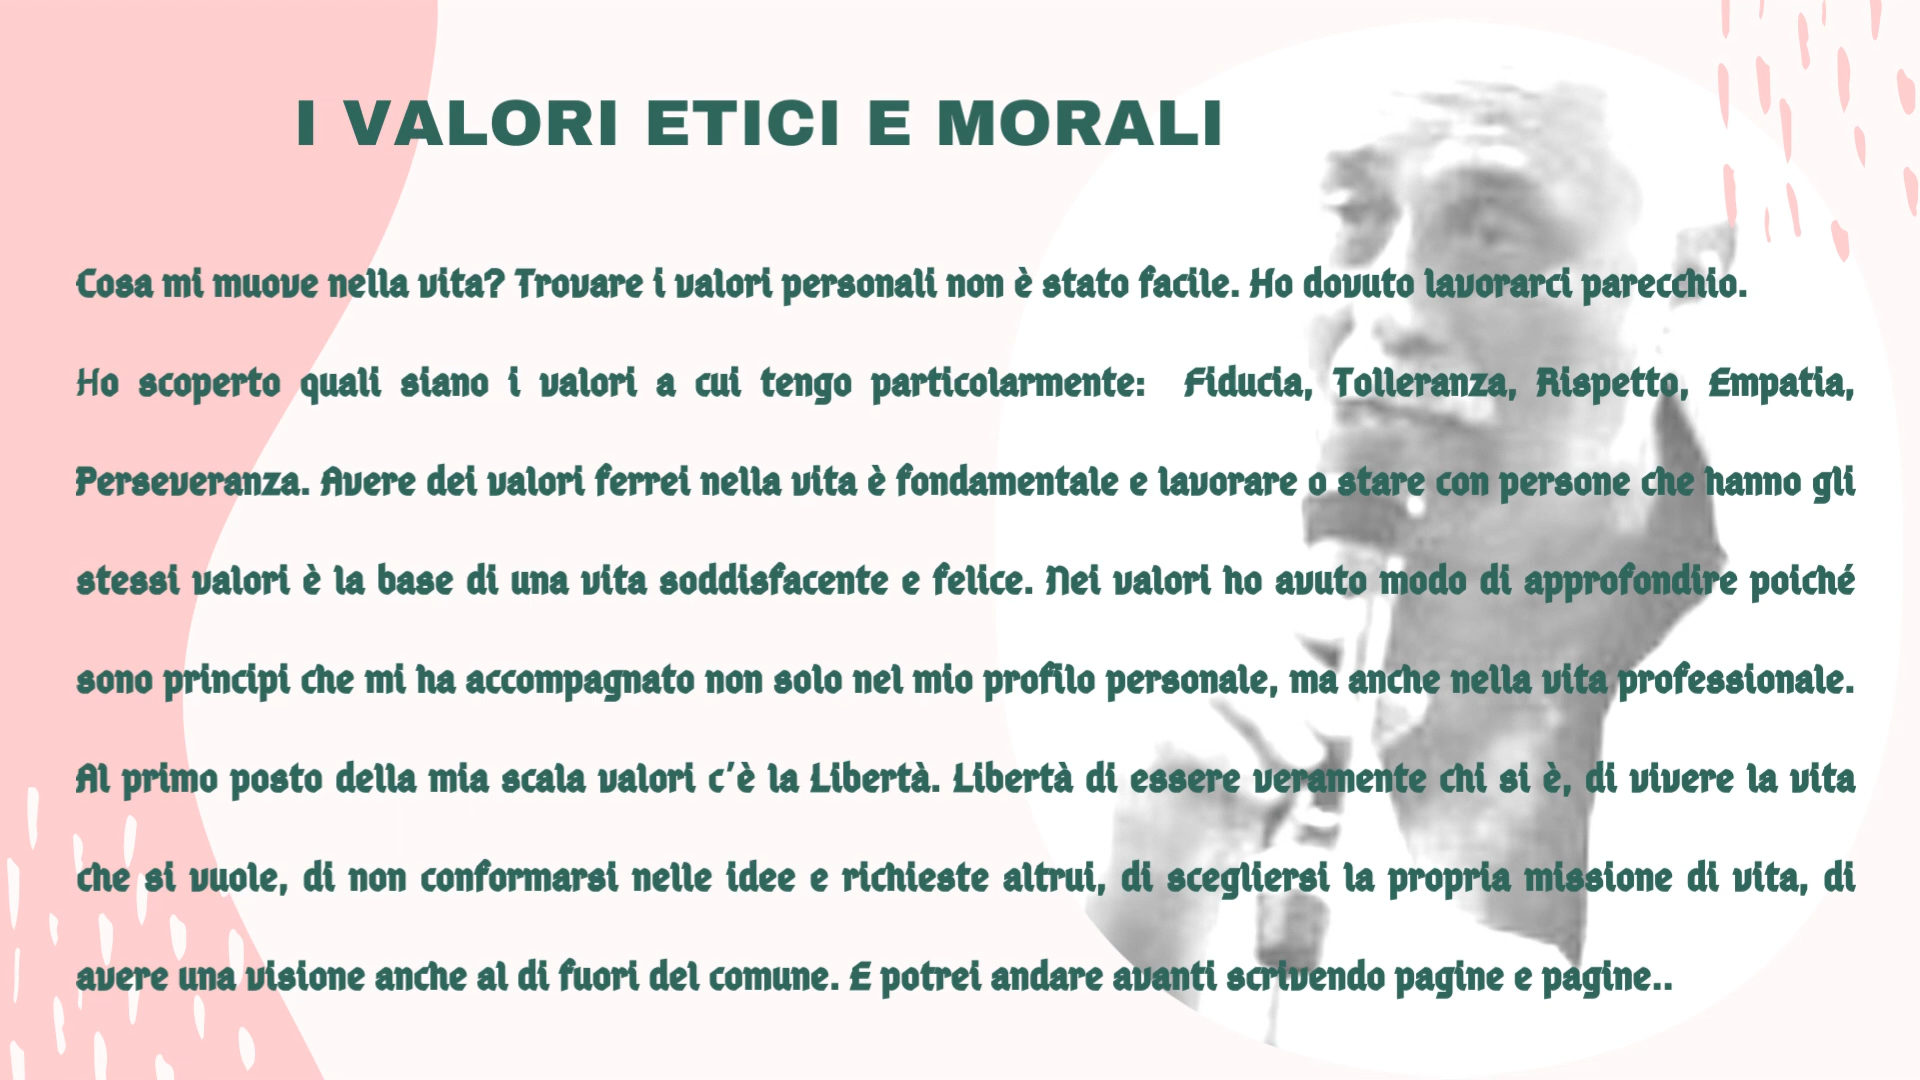 I VALORI ETICI E MORALI
Cosa mi muove nella vita? Trovare i valori personali non è stato facile. Ho dovuto lavorarci parecchio.
Ho scoperto quali siano i valori a cui tengo particolarmente: Fiducia, Tolleranza, Rispetto, Empatia,
Perseveranza. Avere dei valori ferrei nella vita è fondamentale e lavorare o stare con persone che hanno gli
stessi valori è la base di una vita soddisfacente e felice. Nei valori ho avuto modo di approfondire poiché
sono principi che mi ha accompagnato non solo nel mio profilo personale, ma anche nella vita professionale.
Al primo posto della mia scala valori c'è la Libertà. Libertà di essere veramente chi si è, di vivere la vita
che si vuole, di non conformarsi nelle idee e richieste altrui, di scegliersi la propria missione di vita, di
avere una visione anche al di fuori del comune. E potrei andare avanti scrivendo pagine e pagine..